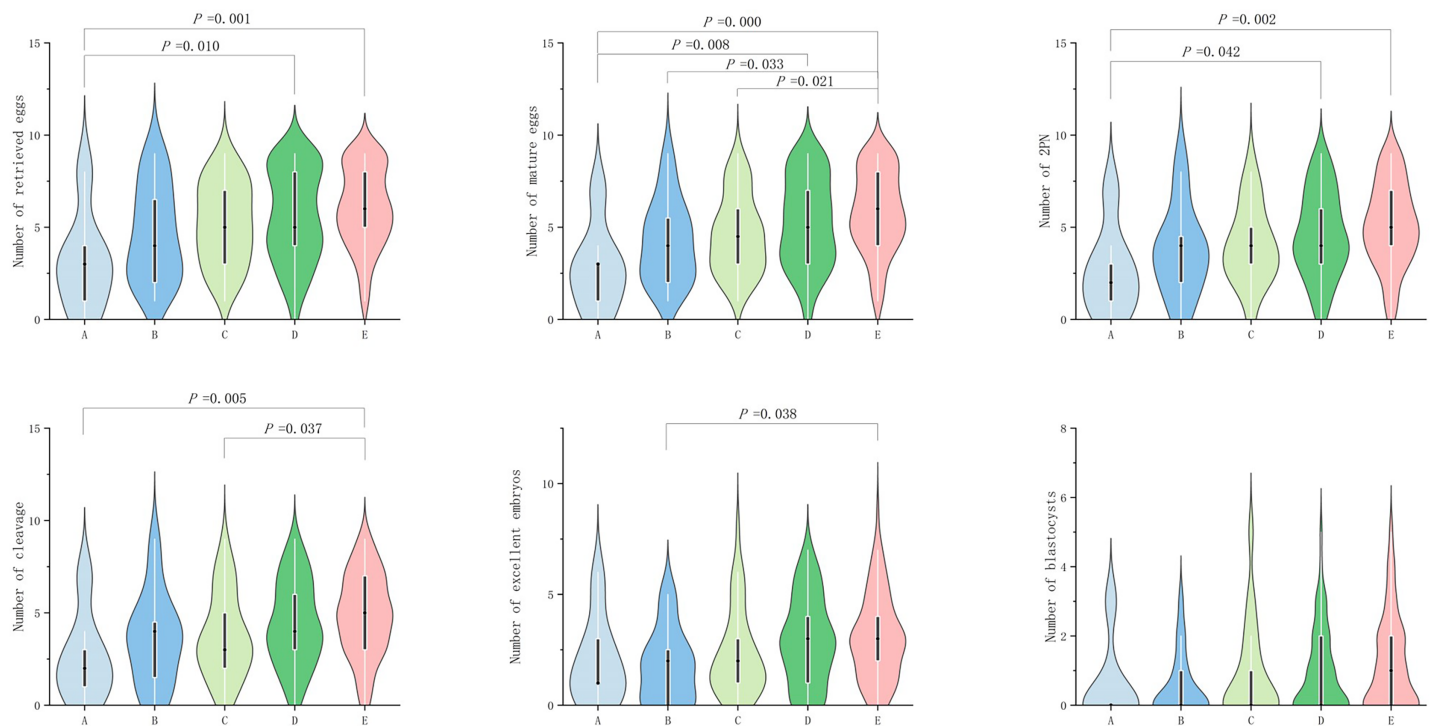 P =0.001
P =0.010
15
10
5
0
Number of retrieved eggs
A B C D E
P =0.000
P =0.008
P =0.033
P =0.021
15
10
5
0
Number of mature eggs
A B C D E
P =0.002
P =0.042
15
10
5
0
Number of 2PN
A B C D E
P =0.005
P =0.037
15
10
5
0
Number of cleavage
A B C D E
P =0.038
10
5
0
Number of excellent embryos
A B C D E
8
6
4
2
0
Number of blastocysts
A B C D E